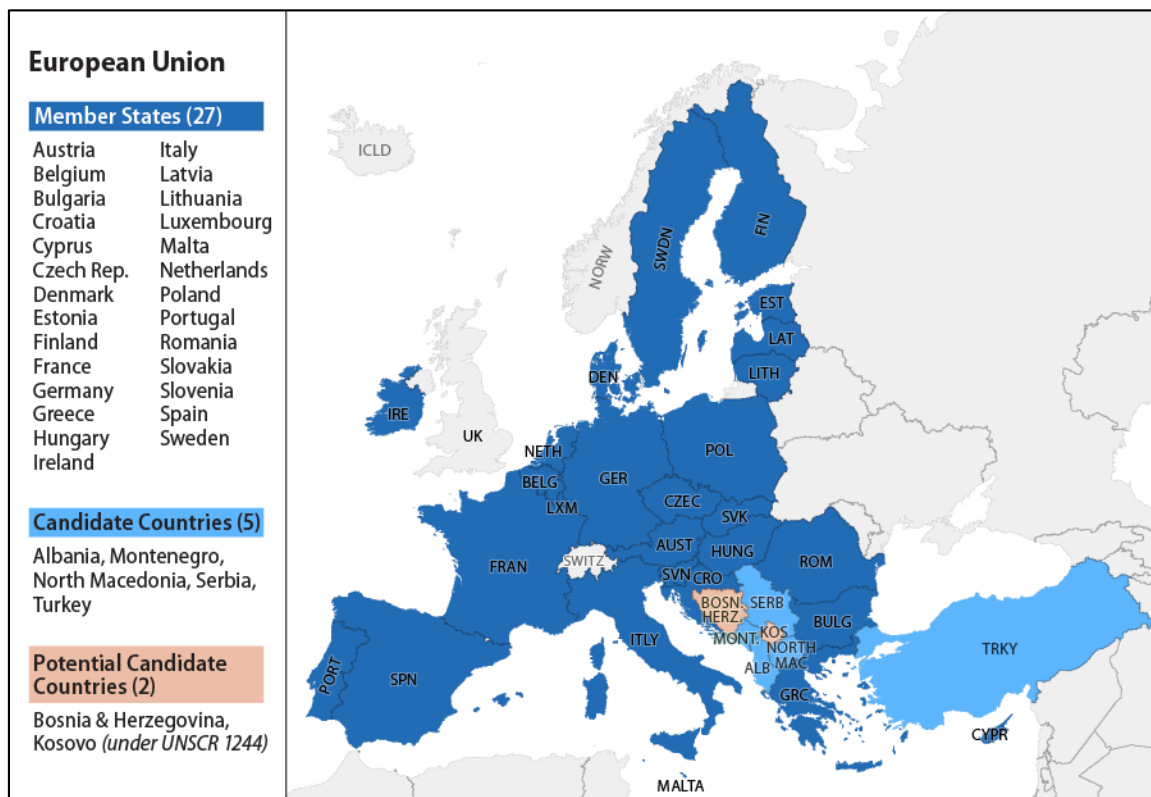 European Union
Member States (27)
Austria
Belgium
Bulgaria
Croatia
Cyprus
Czech Rep.
Denmark
Estonia
Finland
France
Germany
Greece
Hungary
Ireland
Italy
Latvia
Lithuania
Luxembourg
Malta
Netherlands
Poland
Portugal
Romania
Slovakia
Slovenia
Spain
Sweden
Candidate Countries (5)
Albania, Montenegro,
North Macedonia, Serbia,
Turkey
Potential Candidate
Countries (2)
Bosnia & Herzegovina,
Kosovo (under UNSCR 1244)
ICLD
NORW
SWDN
FIN
EST
LAT
LITH
DEN
IRE
UK
NETH
BELG
LXM
GER
POL
CZEC
SVK
AUST
HUNG
ROM
FRAN
SWITZ
SVN
CRO
BOSN.
HERZ.
SERB
BULG
MONT.
KOS
NORTH
MAC
ALB
ITLY
TRKY
PORT
SPN
GRC
CYPR
MALTA